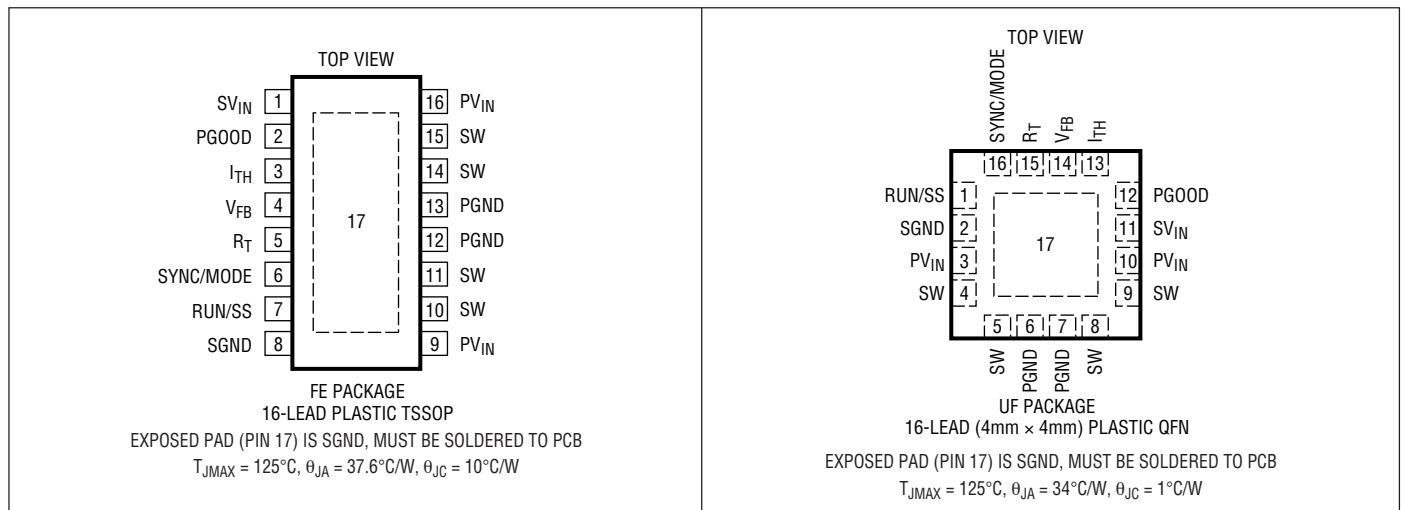 TOP VIEW
SV_IN 1
PGOOD 2
I_TH 3
V_FB 4
R_T 5
SYNC/MODE 6
RUN/SS 7
SGND 8
17
16 PV_IN
15 SW
14 SW
13 PGND
12 PGND
11 SW
10 SW
9 PV_IN
FE PACKAGE
16-LEAD PLASTIC TSSOP
EXPOSED PAD (PIN 17) IS SGND, MUST BE SOLDERED TO PCB
T_JMAX = 125°C, θ_JA = 37.6°C/W, θ_JC = 10°C/W
TOP VIEW
SYNC/MODE
R_T
V_FB
I_TH
16 15 14 13
RUN/SS 1
SGND 2
PV_IN 3
SW 4
17
12 PGOOD
11 SV_IN
10 PV_IN
9 SW
5 6 7 8
SW
PGND
PGND
SW
UF PACKAGE
16-LEAD (4mm × 4mm) PLASTIC QFN
EXPOSED PAD (PIN 17) IS SGND, MUST BE SOLDERED TO PCB
T_JMAX = 125°C, θ_JA = 34°C/W, θ_JC = 1°C/W